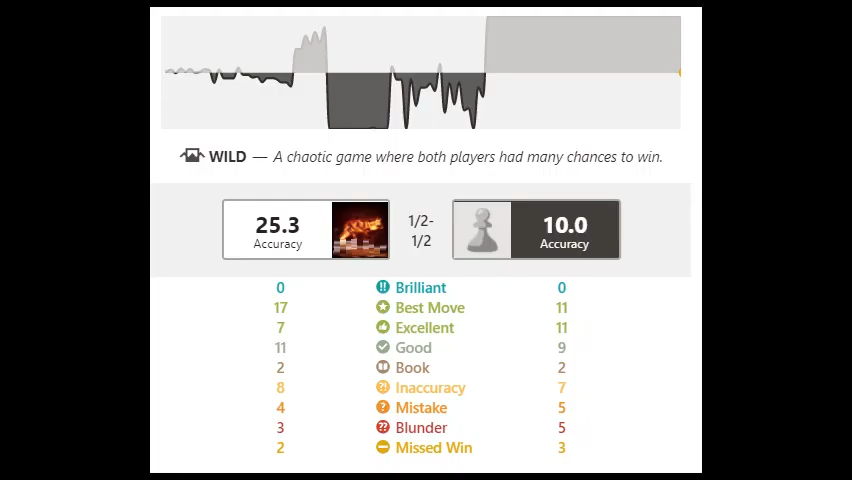 WILD — A chaotic game where both players had many chances to win.
25.3
Accuracy
1/2-
1/2
10.0
Accuracy
0 !! Brilliant 0
17 Best Move 11
7 Excellent 11
11 Good 9
2 Book 2
8 ?! Inaccuracy 7
4 ? Mistake 5
3 ?? Blunder 5
2 Missed Win 3